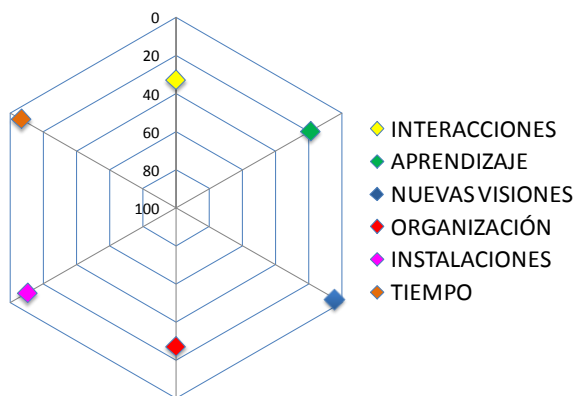 0
20
40
60
80
100
INTERACCIONES
APRENDIZAJE
NUEVAS VISIONES
ORGANIZACIÓN
INSTALACIONES
TIEMPO